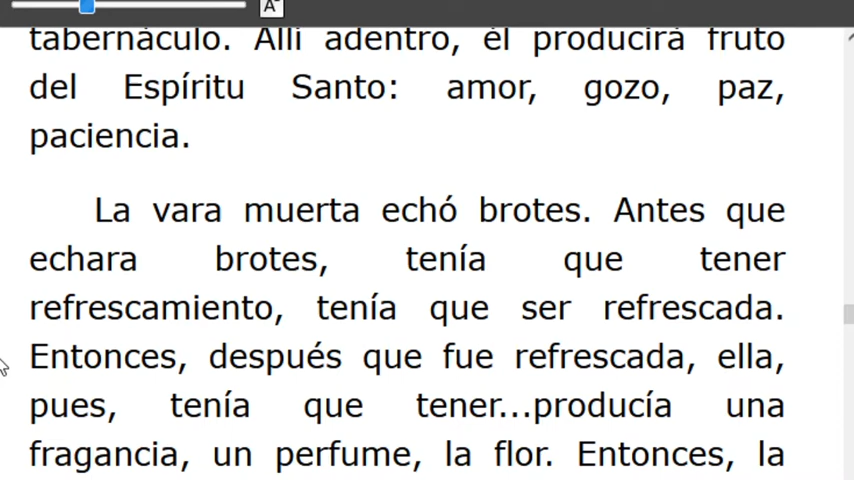 A
tabernáculo. Allí adentro, él producirá fruto
del Espíritu Santo: amor, gozo, paz,
paciencia.
La vara muerta echó brotes. Antes que
echara brotes, tenía que tener
refrescamiento, tenía que ser refrescada.
Entonces, después que fue refrescada, ella,
pues, tenía que tener...producía una
fragancia, un perfume, la flor. Entonces, la